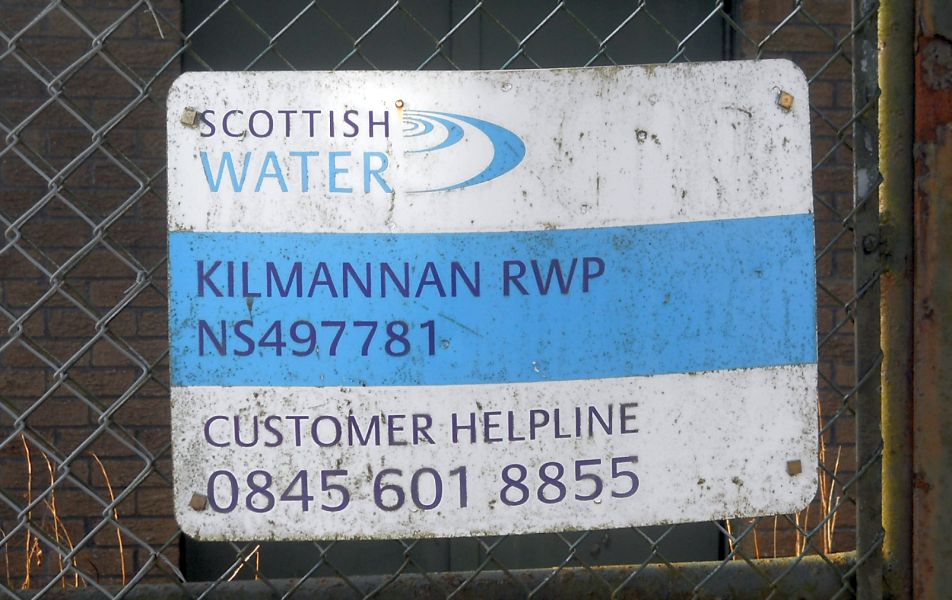 SCOTTISH
WATER
KILMANNAN RWP
NS497781
CUSTOMER HELPLINE
0845 601 8855